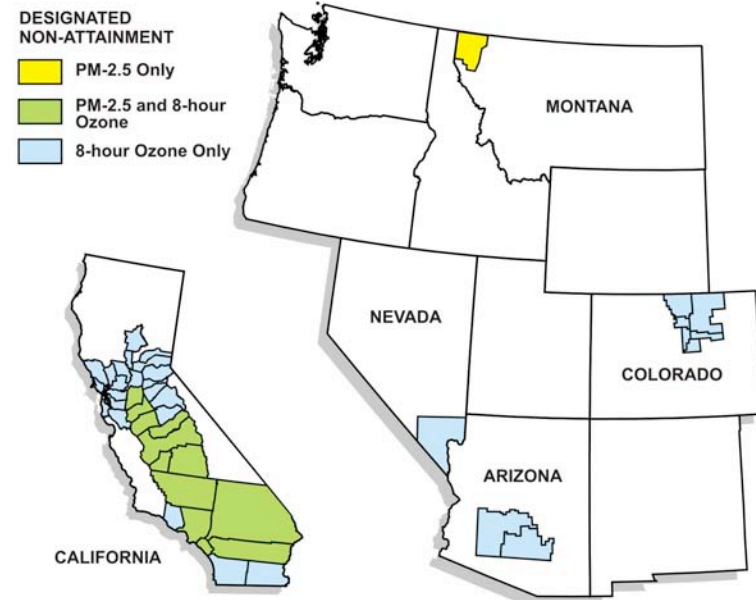 DESIGNATED
NON-ATTAINMENT
PM-2.5 Only
PM-2.5 and 8-hour
Ozone
8-hour Ozone Only
MONTANA
NEVADA
COLORADO
ARIZONA
CALIFORNIA